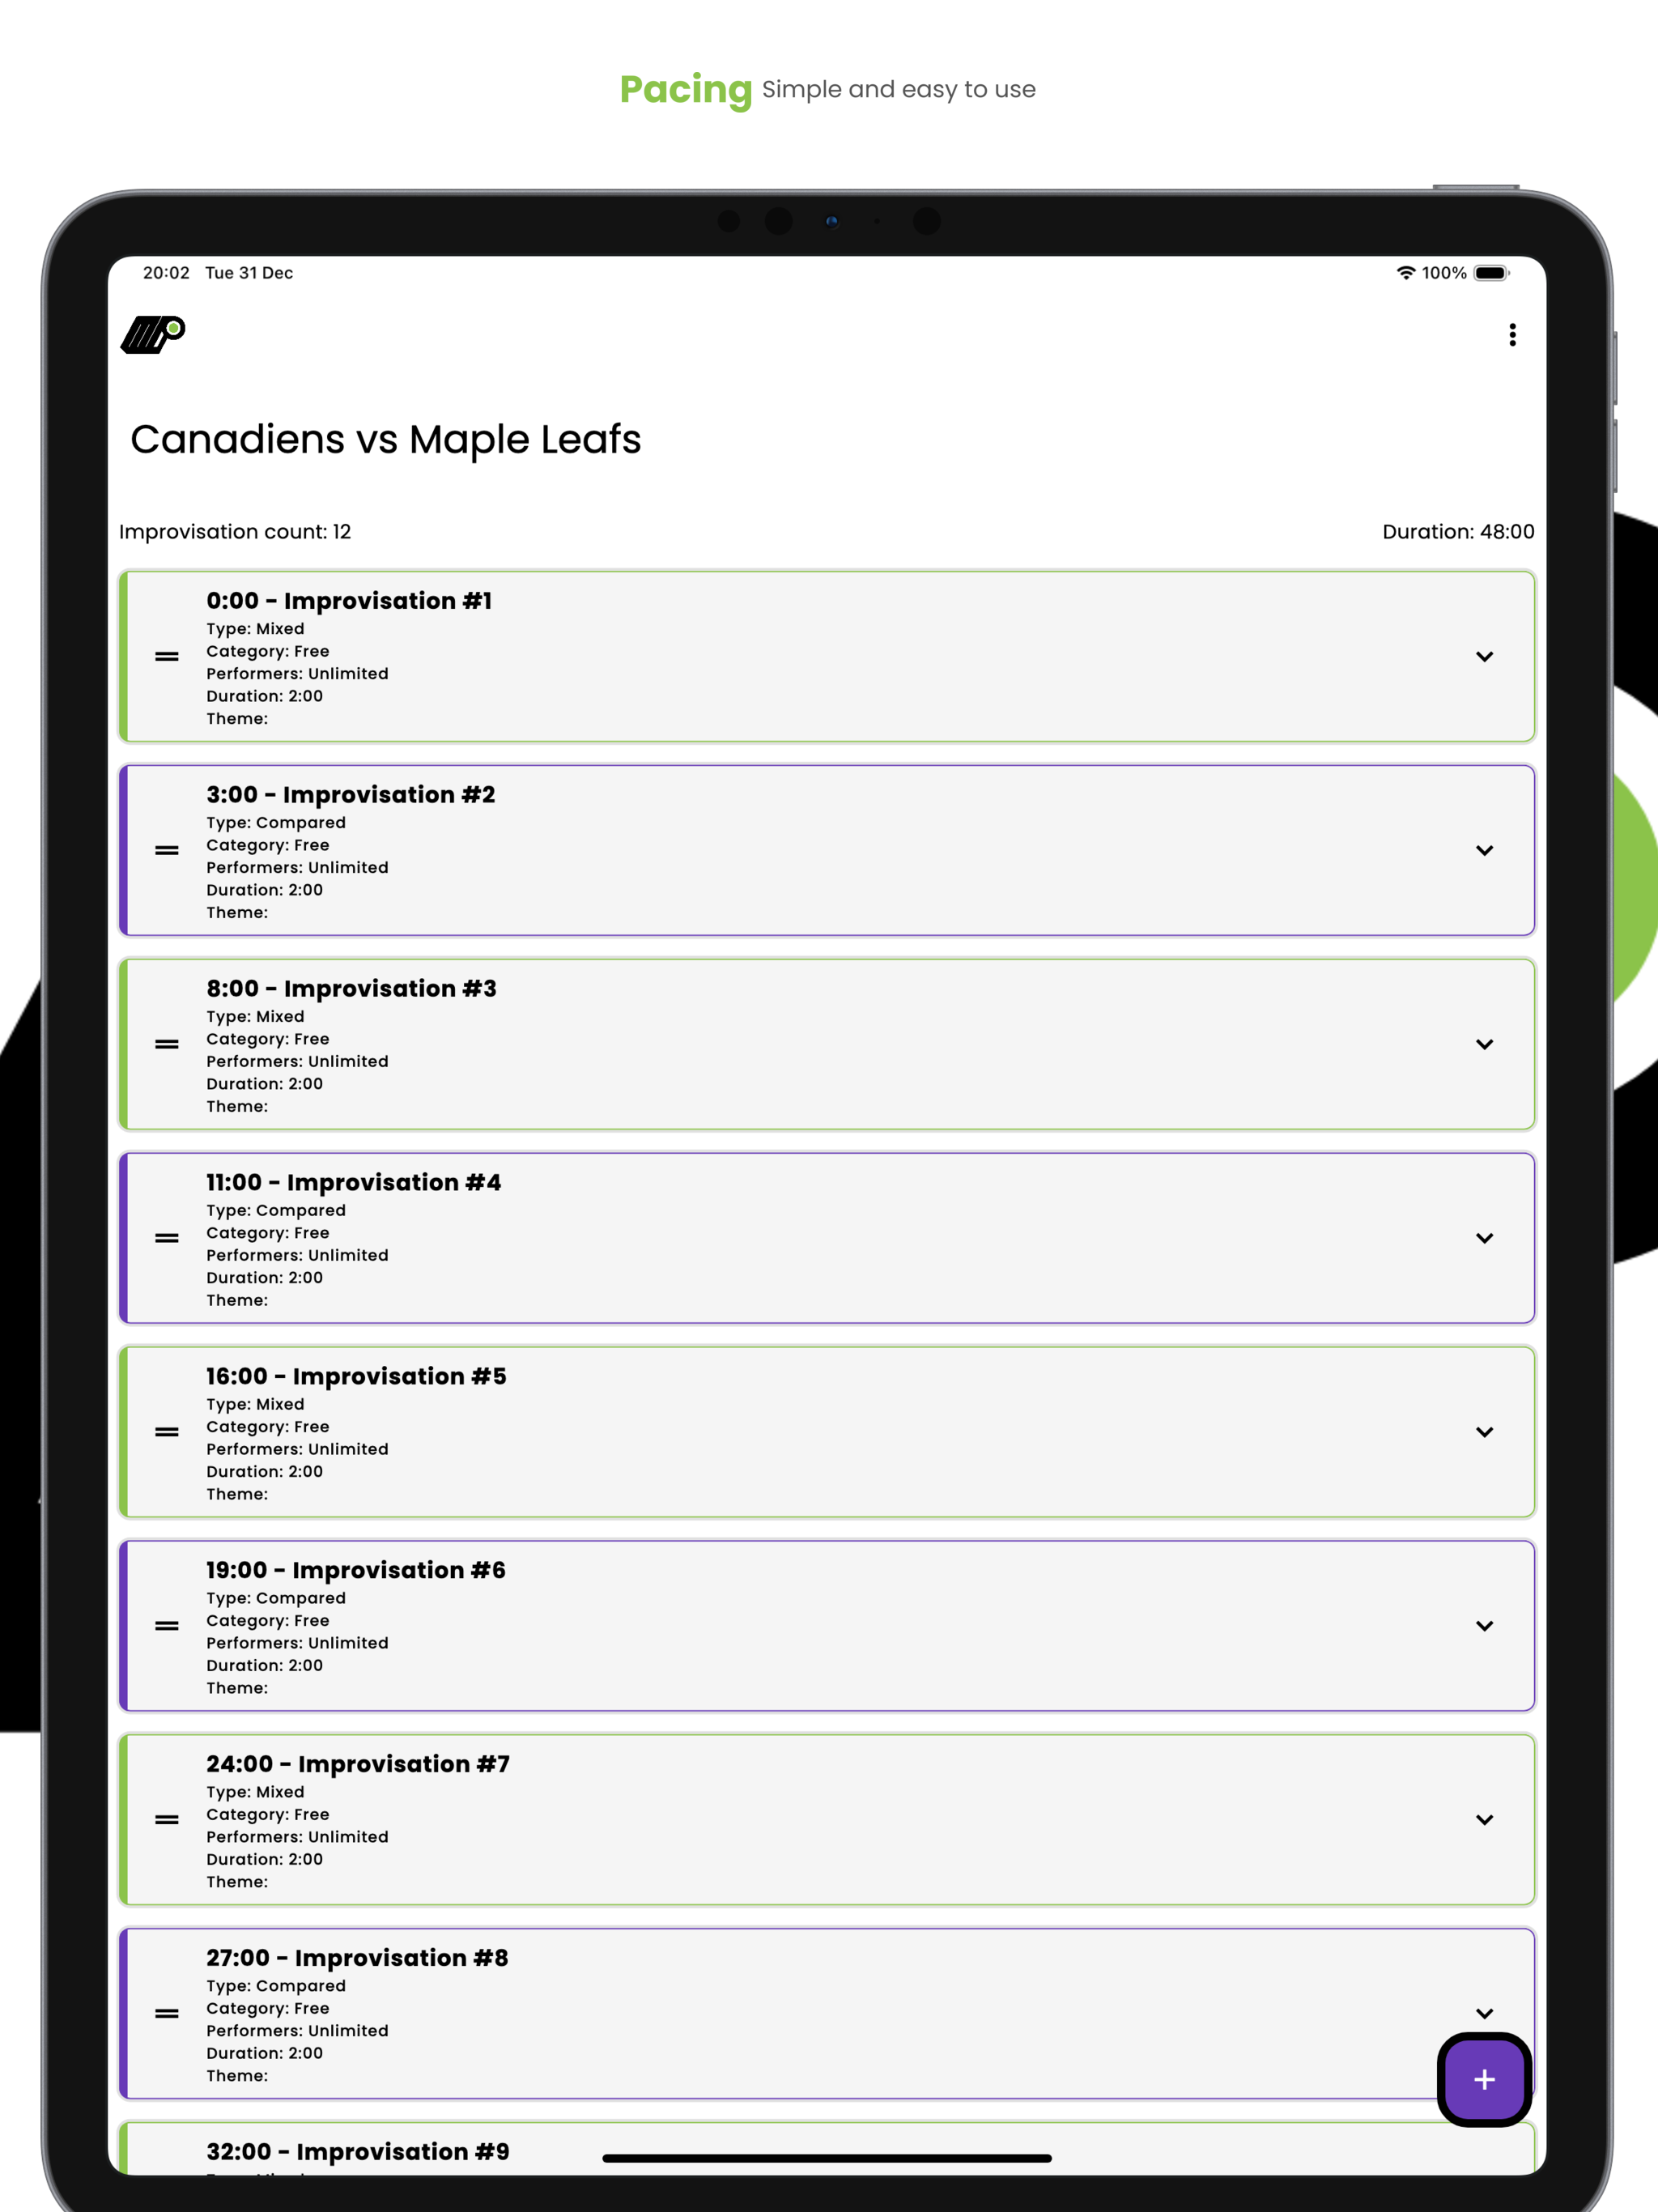 Pacing Simple and easy to use
20:02 Tue 31 Dec 100%
Canadiens vs Maple Leafs
Improvisation count: 12 Duration: 48:00
0:00 - Improvisation #1
Type: Mixed
Category: Free
Performers: Unlimited
Duration: 2:00
Theme:
3:00 - Improvisation #2
Type: Compared
Category: Free
Performers: Unlimited
Duration: 2:00
Theme:
8:00 - Improvisation #3
Type: Mixed
Category: Free
Performers: Unlimited
Duration: 2:00
Theme:
11:00 - Improvisation #4
Type: Compared
Category: Free
Performers: Unlimited
Duration: 2:00
Theme:
16:00 - Improvisation #5
Type: Mixed
Category: Free
Performers: Unlimited
Duration: 2:00
Theme:
19:00 - Improvisation #6
Type: Compared
Category: Free
Performers: Unlimited
Duration: 2:00
Theme:
24:00 - Improvisation #7
Type: Mixed
Category: Free
Performers: Unlimited
Duration: 2:00
Theme:
27:00 - Improvisation #8
Type: Compared
Category: Free
Performers: Unlimited
Duration: 2:00
Theme:
32:00 - Improvisation #9